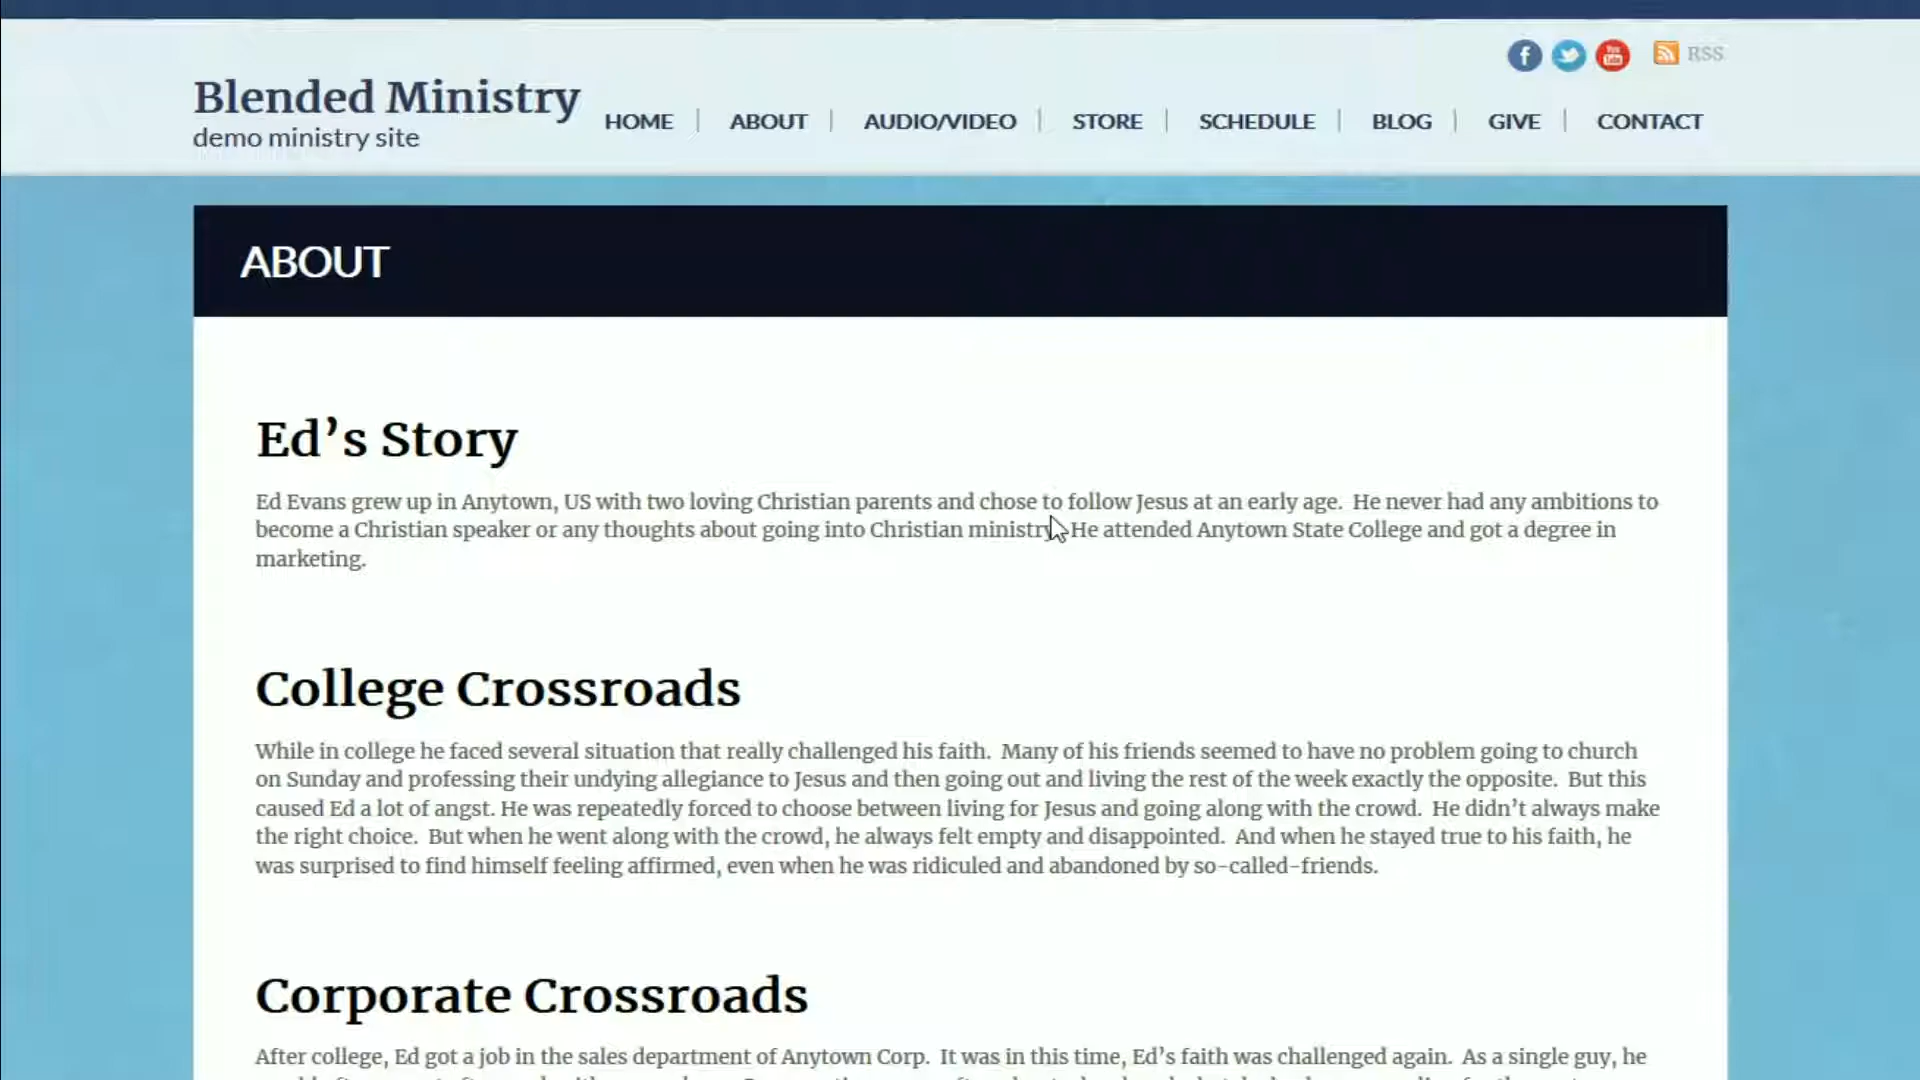 RSS
Blended Ministry
demo ministry site
HOME ABOUT AUDIO/VIDEO STORE SCHEDULE BLOG GIVE CONTACT
ABOUT
Ed’s Story
Ed Evans grew up in Anytown, US with two loving Christian parents and chose to follow Jesus at an early age.  He never had any ambitions to
become a Christian speaker or any thoughts about going into Christian ministry. He attended Anytown State College and got a degree in
marketing.
College Crossroads
While in college he faced several situation that really challenged his faith.  Many of his friends seemed to have no problem going to church
on Sunday and professing their undying allegiance to Jesus and then going out and living the rest of the week exactly the opposite.  But this
caused Ed a lot of angst. He was repeatedly forced to choose between living for Jesus and going along with the crowd.  He didn’t always make
the right choice.  But when he went along with the crowd, he always felt empty and disappointed.  And when he stayed true to his faith, he
was surprised to find himself feeling affirmed, even when he was ridiculed and abandoned by so-called-friends.
Corporate Crossroads
After college, Ed got a job in the sales department of Anytown Corp.  It was in this time, Ed’s faith was challenged again.  As a single guy, he